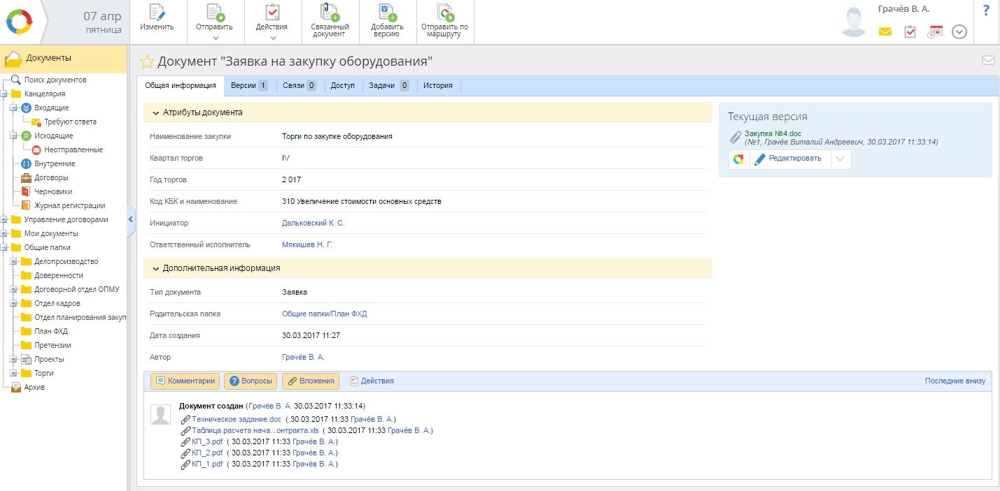 07 апр
пятница
Изменить
Отправить
Действия
Связанный
документ
Добавить
версию
Отправить по
маршруту
Грачёв В. А.
?
Документы
Поиск документов
Канцелярия
Входящие
Требуют ответа
Исходящие
Неотправленные
Внутренние
Договоры
Черновики
Журнал регистрации
Управление договорами
Мои документы
Общие папки
Делопроизводство
Доверенности
Договорной отдел ОПМУ
Отдел кадров
Отдел планирования закуп
План ФХД
Претензии
Проекты
Торги
Архив
Документ "Заявка на закупку оборудования"
Общая информация Версии 1 Связи 0 Доступ Задачи 0 История
Атрибуты документа
Наименование закупки Торги по закупке оборудования
Квартал торгов IV
Год торгов 2 017
Код КБК и наименование 310 Увеличение стоимости основных средств
Инициатор Дальковский К. С.
Ответственный исполнитель Мякишев Н. Г.
Дополнительная информация
Тип документа Заявка
Родительская папка Общие папки/План ФХД
Дата создания 30.03.2017 11:27
Автор Грачёв В. А.
Текущая версия
Закупка №4.doc
(№1, Грачёв Виталий Андреевич, 30.03.2017 11:33:14)
Редактировать
Комментарии ? Вопросы Вложения Действия Последние внизу
Документ создан (Грачёв В. А. 30.03.2017 11:33:14)
Техническое задание.doc ( 30.03.2017 11:33 Грачёв В. А.)
Таблица расчета нача...онтракта.xls ( 30.03.2017 11:33 Грачёв В. А.)
КП_3.pdf ( 30.03.2017 11:33 Грачёв В. А.)
КП_2.pdf ( 30.03.2017 11:33 Грачёв В. А.)
КП_1.pdf ( 30.03.2017 11:33 Грачёв В. А.)